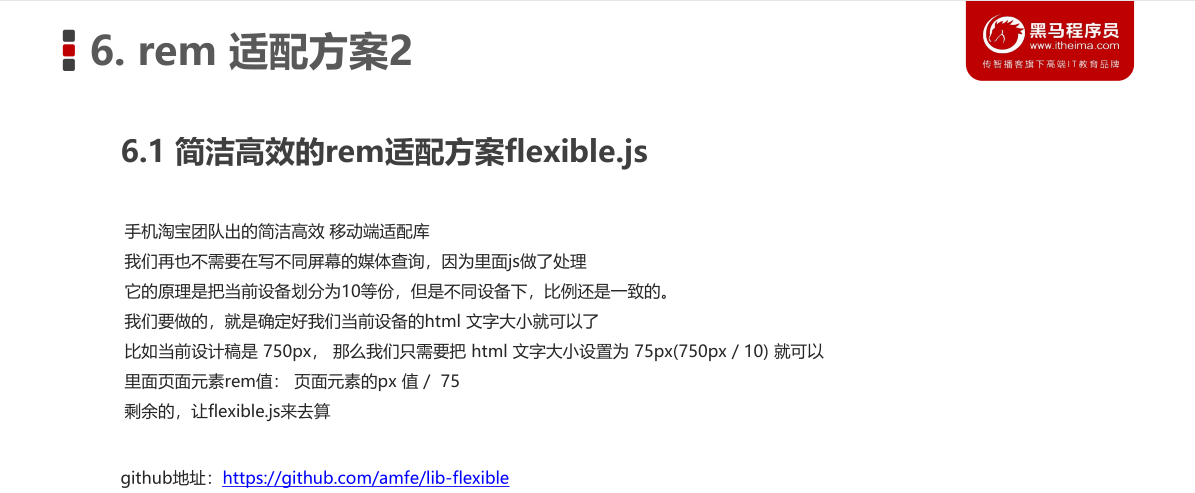 6. rem 适配方案2
黑马程序员
www.itheima.com
传智播客旗下高端IT教育品牌
6.1 简洁高效的rem适配方案flexible.js
手机淘宝团队出的简洁高效 移动端适配库
我们再也不需要在写不同屏幕的媒体查询，因为里面js做了处理
它的原理是把当前设备划分为10等份，但是不同设备下，比例还是一致的。
我们要做的，就是确定好我们当前设备的html 文字大小就可以了
比如当前设计稿是 750px， 那么我们只需要把 html 文字大小设置为 75px(750px / 10) 就可以
里面页面元素rem值： 页面元素的px 值 / 75
剩余的，让flexible.js来去算
github地址：https://github.com/amfe/lib-flexible